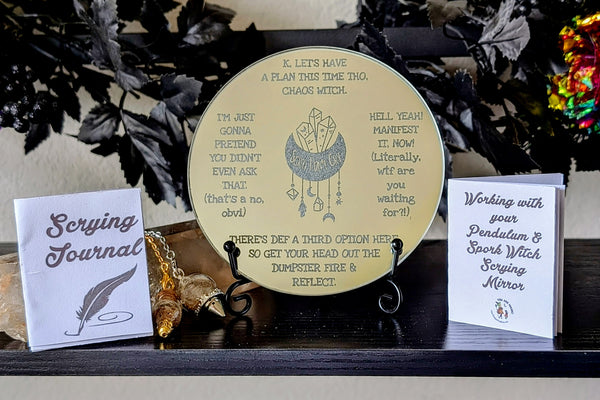 K. LET'S HAVE
A PLAN THIS TIME THO,
CHAOS WITCH.
I'M JUST
GONNA
PRETEND
YOU DIDN'T
EVEN ASK
THAT.
(that's a no,
obvi)
HELL YEAH!
MANIFEST
IT. NOW!
(Literally,
wtf are
you
waiting
for?!)
THERE'S DEF A THIRD OPTION HERE
SO GET YOUR HEAD OUT THE
DUMPSTER FIRE &
REFLECT.
Scrying
Journal
Working with
your
Pendulum &
Spork Witch
Scrying
Mirror